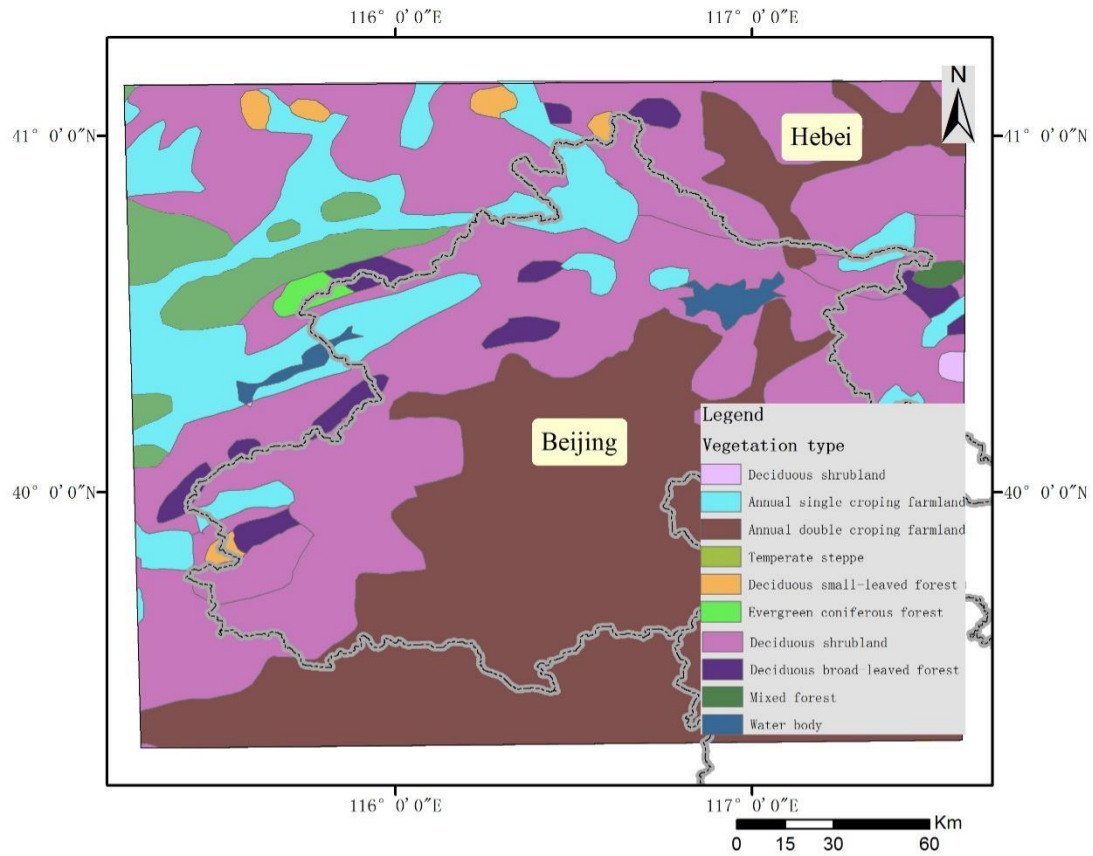 116° 0'0"E
117° 0'0"E
N
41° 0'0"N
41° 0'0"N
Hebei
Beijing
40° 0'0"N
40° 0'0"N
Legend
Vegetation type
Deciduous shrubland
Annual single croping farmland
Annual double croping farmland
Temperate steppe
Deciduous small-leaved forest
Evergreen coniferous forest
Deciduous shrubland
Deciduous broad-leaved forest
Mixed forest
Water body
116° 0'0"E
117° 0'0"E
Km
0 15 30 60